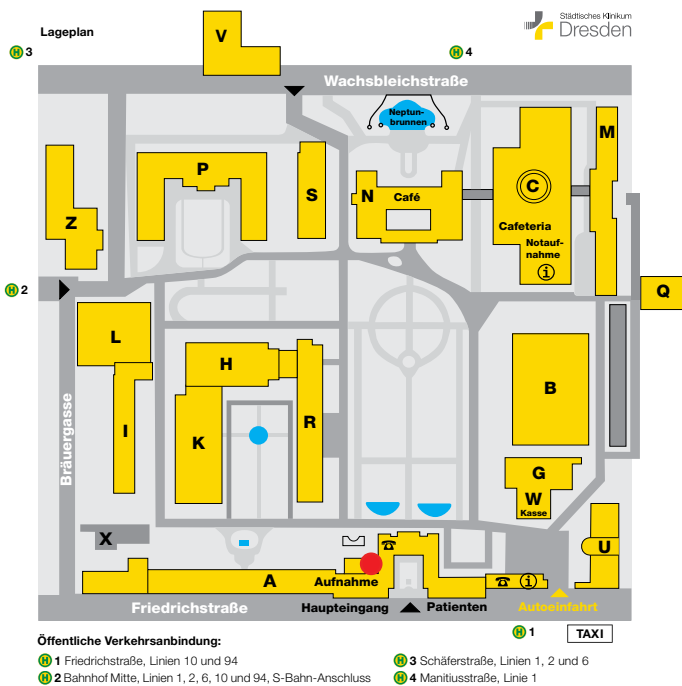 Lageplan
Städtisches Klinikum
Dresden
V
H 3
H 4
Wachsbleichstraße
Neptun-
brunnen
M
P
S
N
Café
C
Z
Cafeteria
Notauf-
nahme
i
H 2
Q
L
H
B
I
K
R
Bräuergasse
G
W
Kasse
X
U
A
Aufnahme
i
Friedrichstraße
Haupteingang
Patienten
Autoeinfahrt
H 1
TAXI
Öffentliche Verkehrsanbindung:
H 1 Friedrichstraße, Linien 10 und 94
H 2 Bahnhof Mitte, Linien 1, 2, 6, 10 und 94, S-Bahn-Anschluss
H 3 Schäferstraße, Linien 1, 2 und 6
H 4 Manitiusstraße, Linie 1